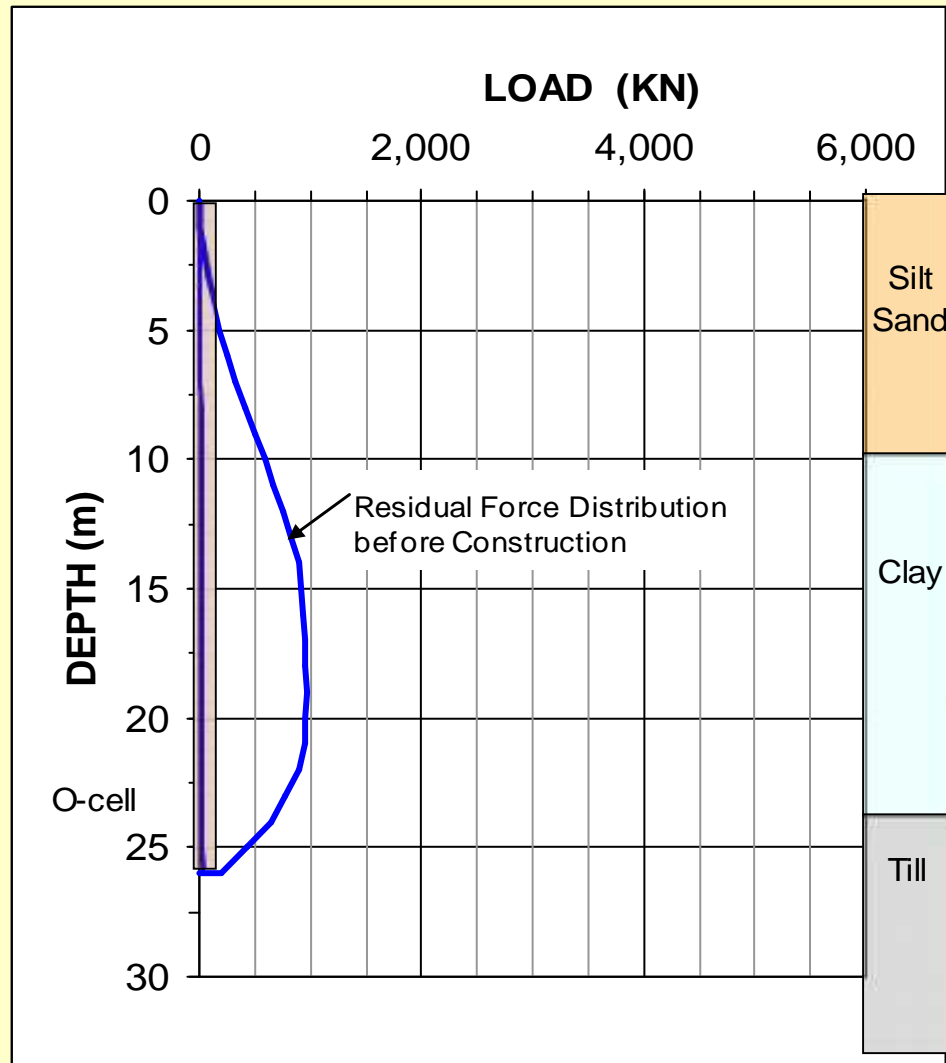 LOAD (KN)
0 2,000 4,000 6,000
0
5
10
15
20
25
30
DEPTH (m)
Residual Force Distribution
before Construction
O-cell
Silt
Sand
Clay
Till